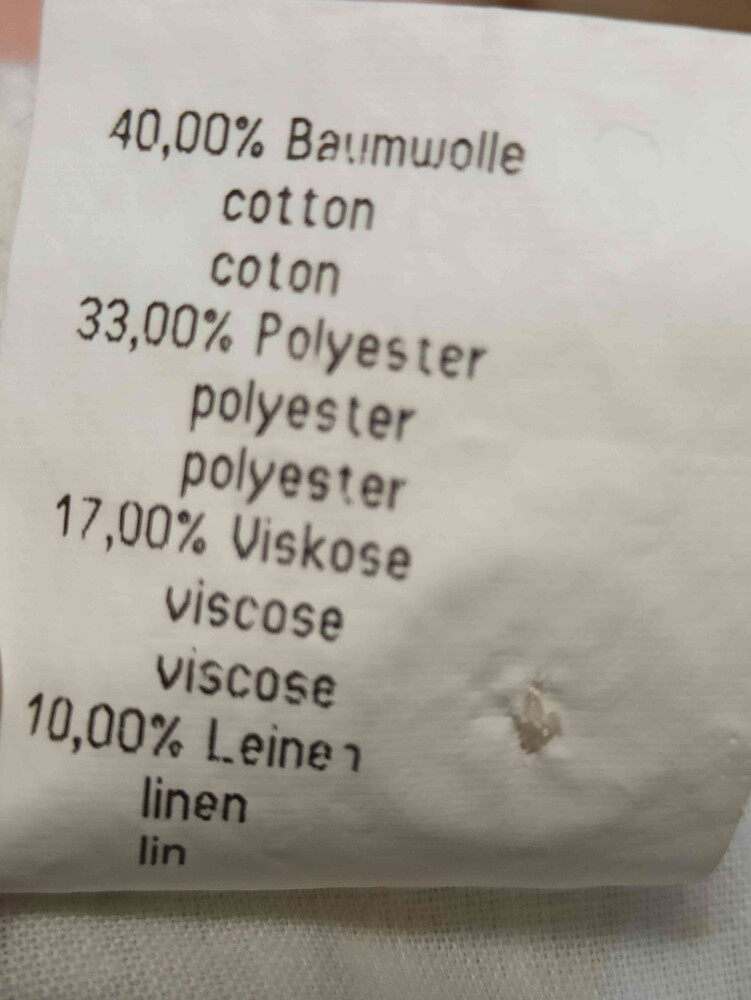 40,00% Baumwolle
cotton
coton
33,00% Polyester
polyester
polyester
17,00% Viskose
viscose
viscose
10,00% Leinen
linen
lin